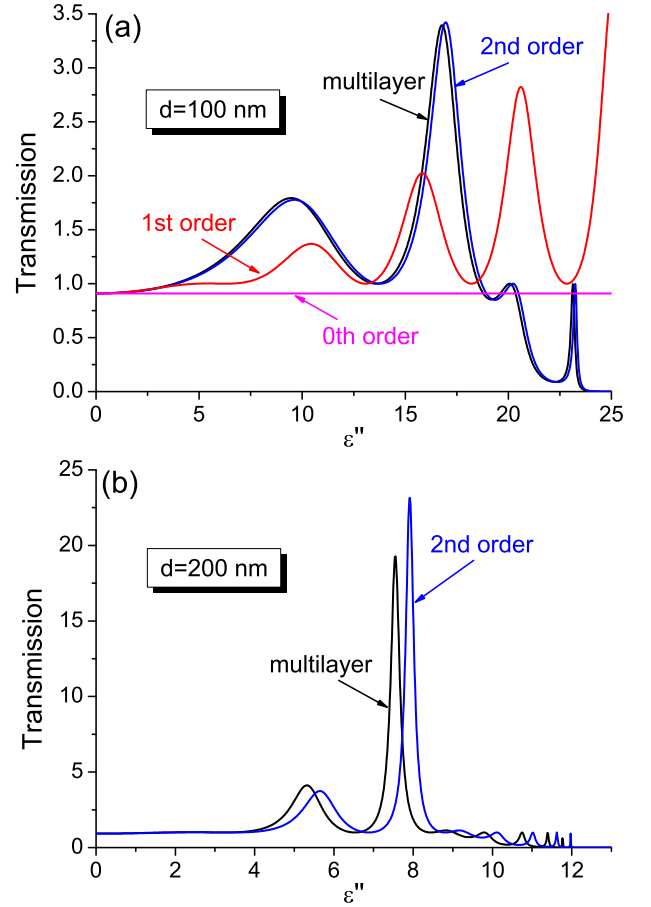 (a)
3.5
3.0
2.5
2.0
1.5
1.0
0.5
0.0
Transmission
d=100 nm
multilayer
2nd order
1st order
0th order
0 5 10 15 20 25
ε"
(b)
25
20
15
10
5
0
Transmission
d=200 nm
multilayer
2nd order
0 2 4 6 8 10 12
ε"